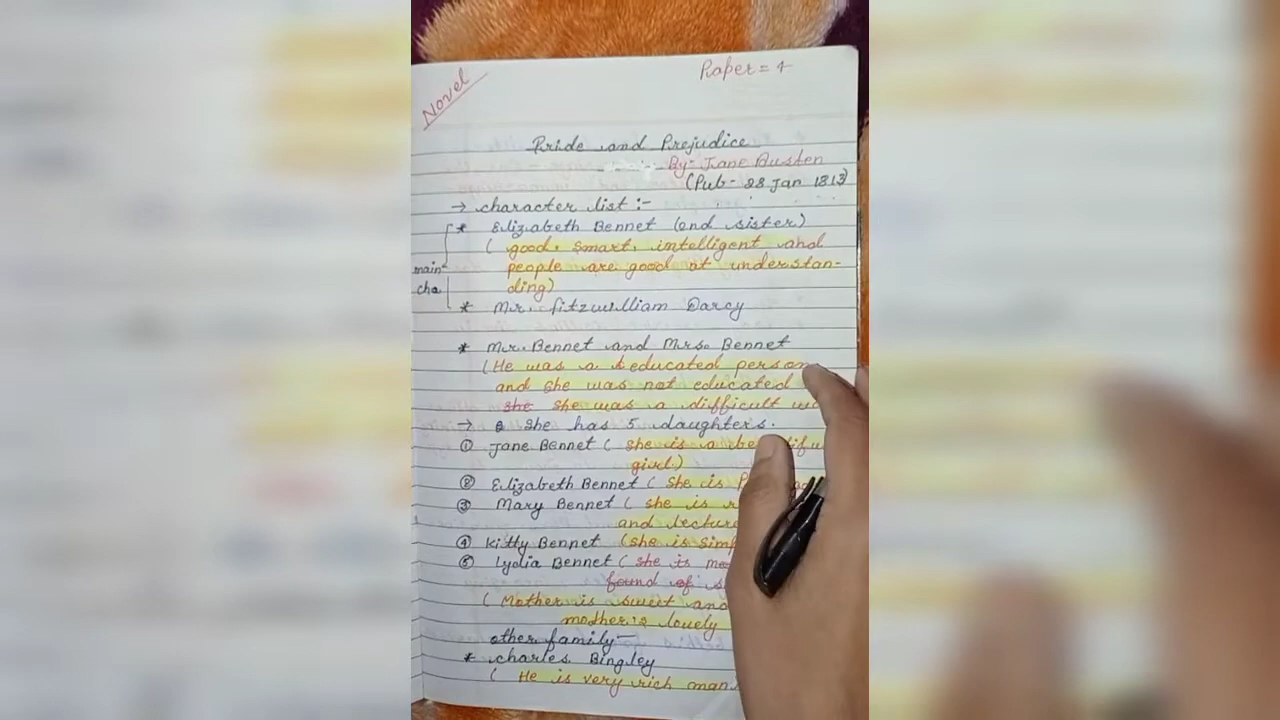 Novel
Paper = 4
Pride and Prejudice
By:- Jane Austen
(Pub- 28 Jan 1813)
→ character list :-
* Elizabeth Bennet (2nd sister)
( good, smart, intelligent and
people are good at understan-
ding)
main
cha
* Mr. fitzwilliam Darcy
* Mr. Bennet and Mrs. Bennet
(He was a educated person
and she was not educated
she she was a difficult
→ she has 5 daughters.
① Jane Bennet ( she is a
girl.)
② Elizabeth Bennet ( she is
③ Mary Bennet ( she is
and
④ Kitty Bennet (she is
⑤ Lydia Bennet ( she is
found of
( Mother is sweet and
mother is lovely
other family-
* charles Bingley
( He is very rich man